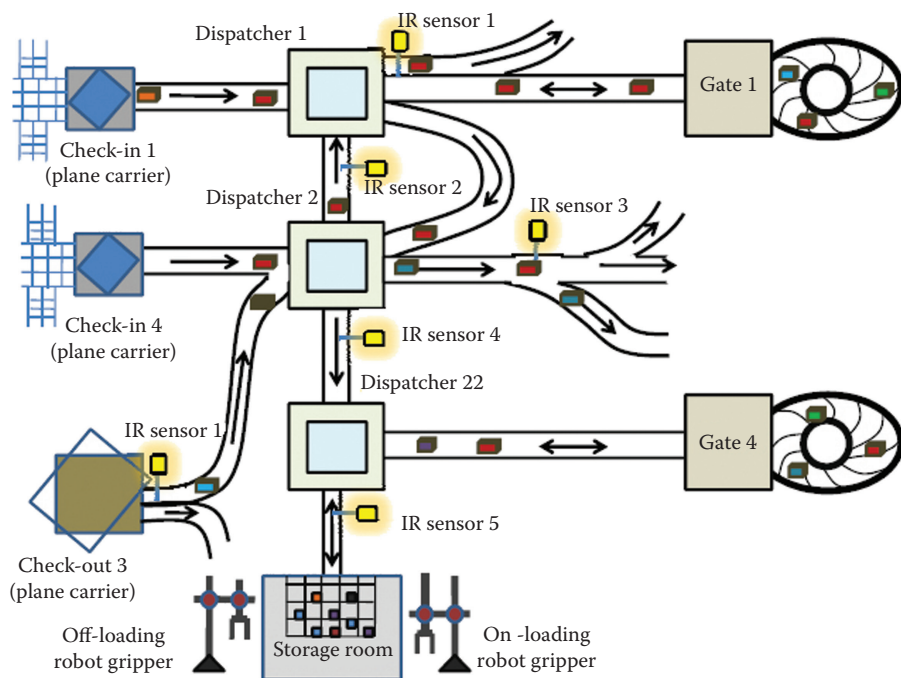 IR sensor 1
Dispatcher 1
Gate 1
Check-in 1
(plane carrier)
IR sensor 2
Dispatcher 2
IR sensor 3
Check-in 4
(plane carrier)
IR sensor 4
Dispatcher 22
IR sensor 1
Gate 4
IR sensor 5
Check-out 3
(plane carrier)
Off-loading
robot gripper
Storage room
On -loading
robot gripper